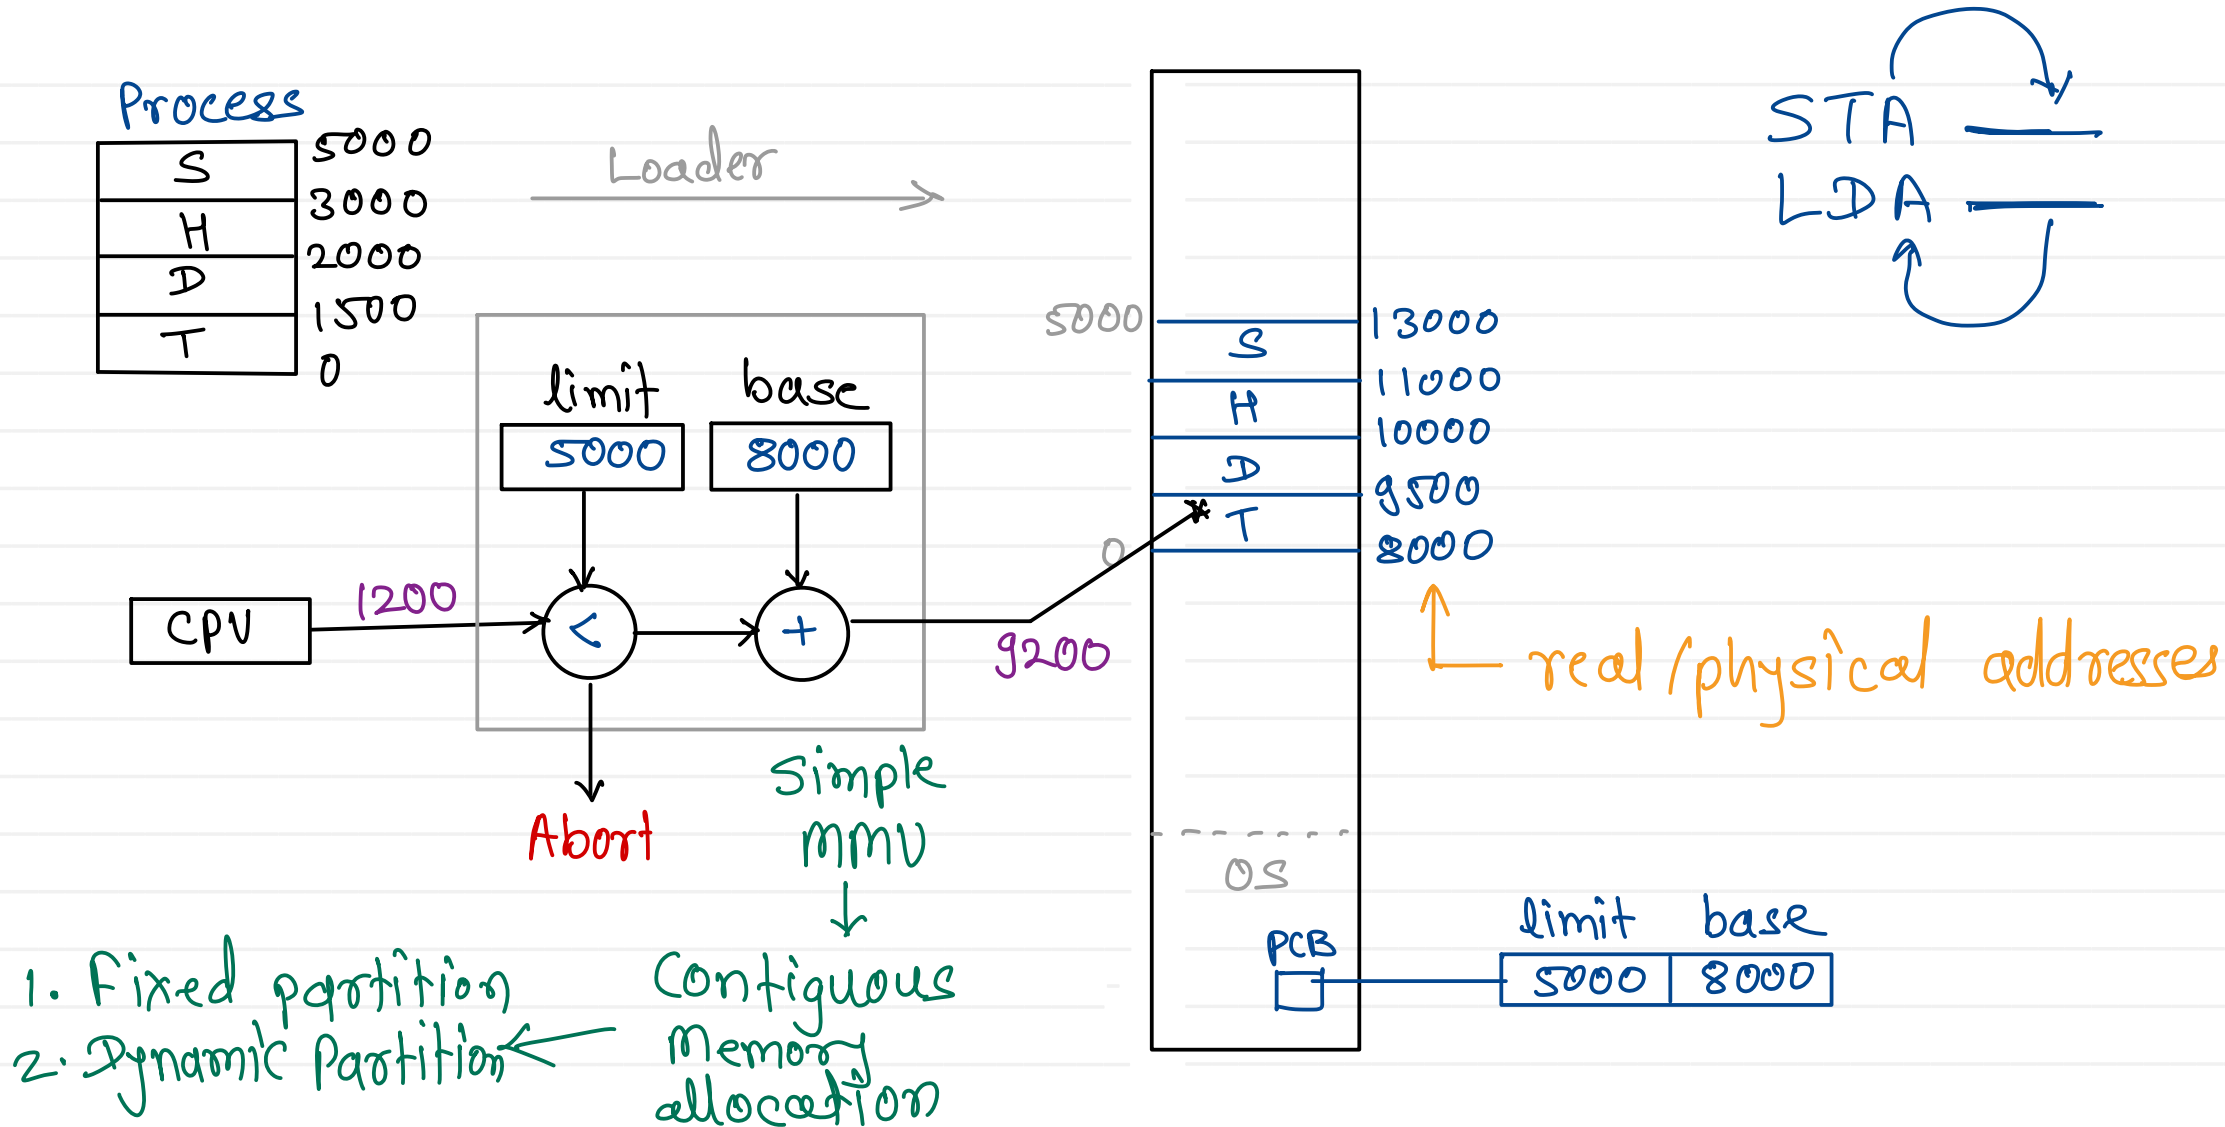 Process
S
5000
3000
H
2000
D
1500
T
0
Loader
limit base
5000 8000
CPU
1200
<
+
9200
Abort
Simple
MMU
Contiguous
Memory
allocation
1. Fixed partition
2. Dynamic Partition
5000
13000
S
11000
H
10000
D
9500
T
0
8000
real/physical addresses
OS
PCB
limit base
5000 8000
STA
LDA